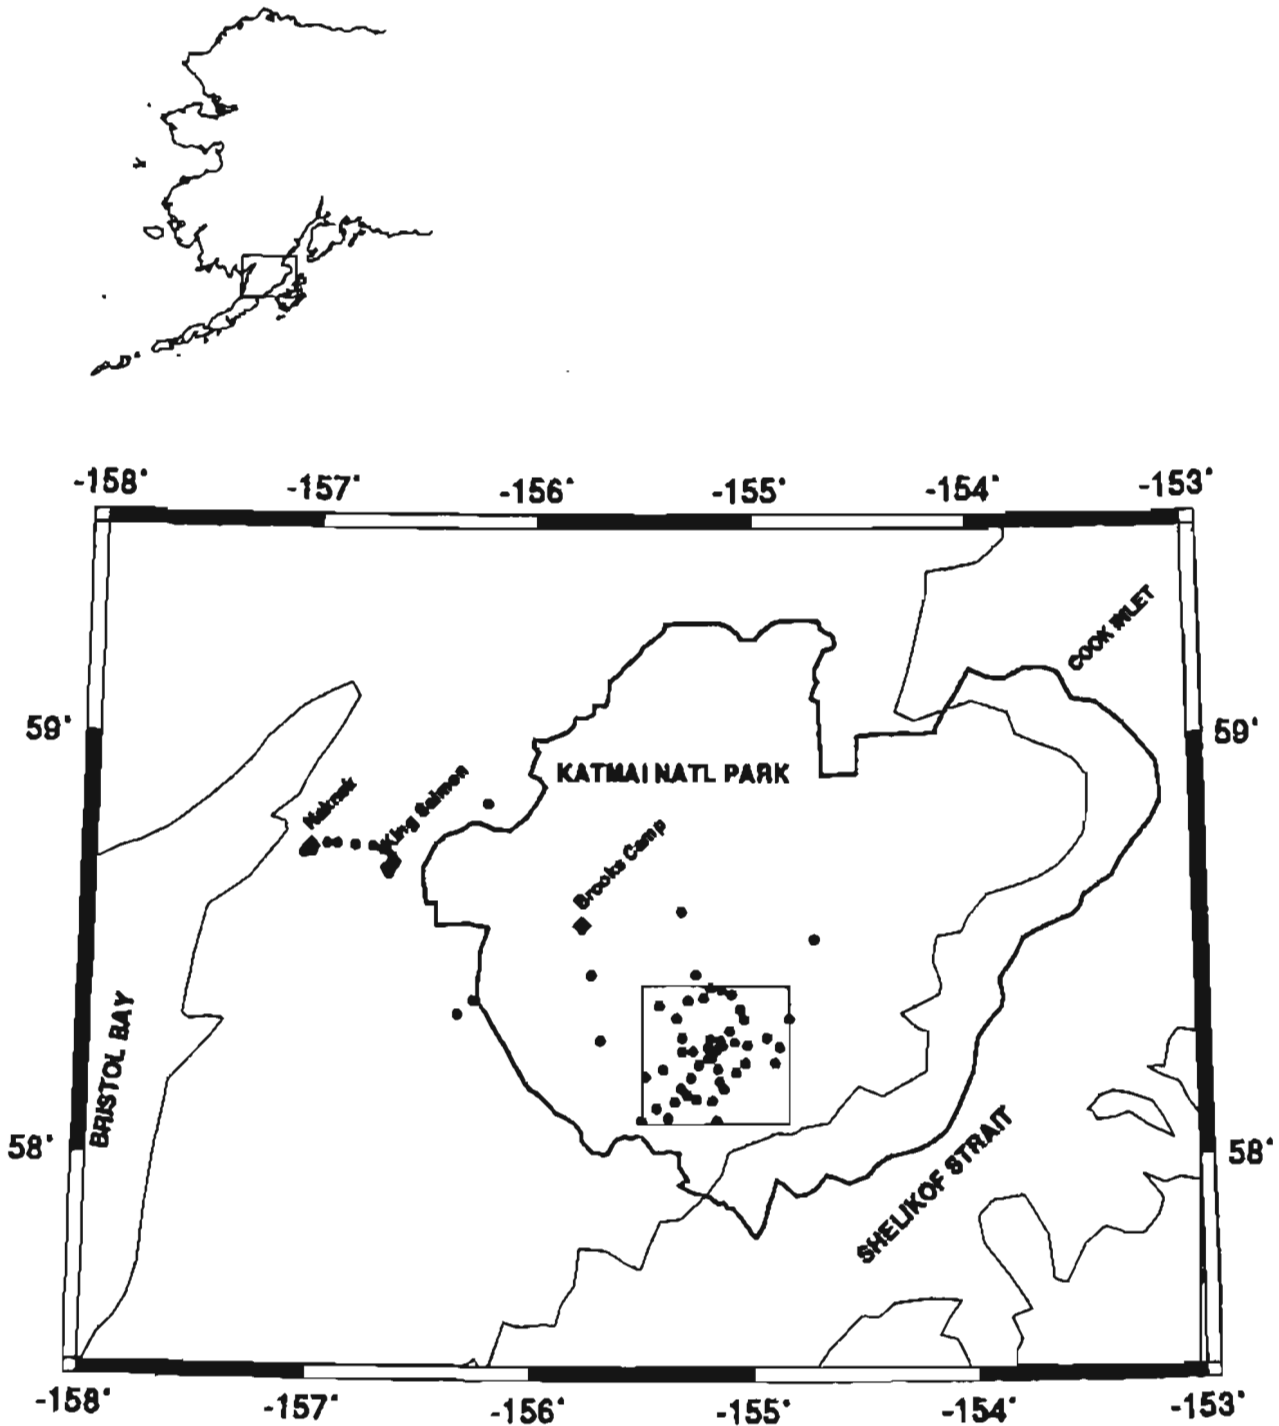 -158° -157° -156° -155° -154° -153°
COOK INLET
59° 59°
KATMAI NATL PARK
Naknek
King Salmon
Brooks Camp
BRISTOL BAY
58° 58°
SHELIKOF STRAIT
-158° -157° -156° -155° -154° -153°